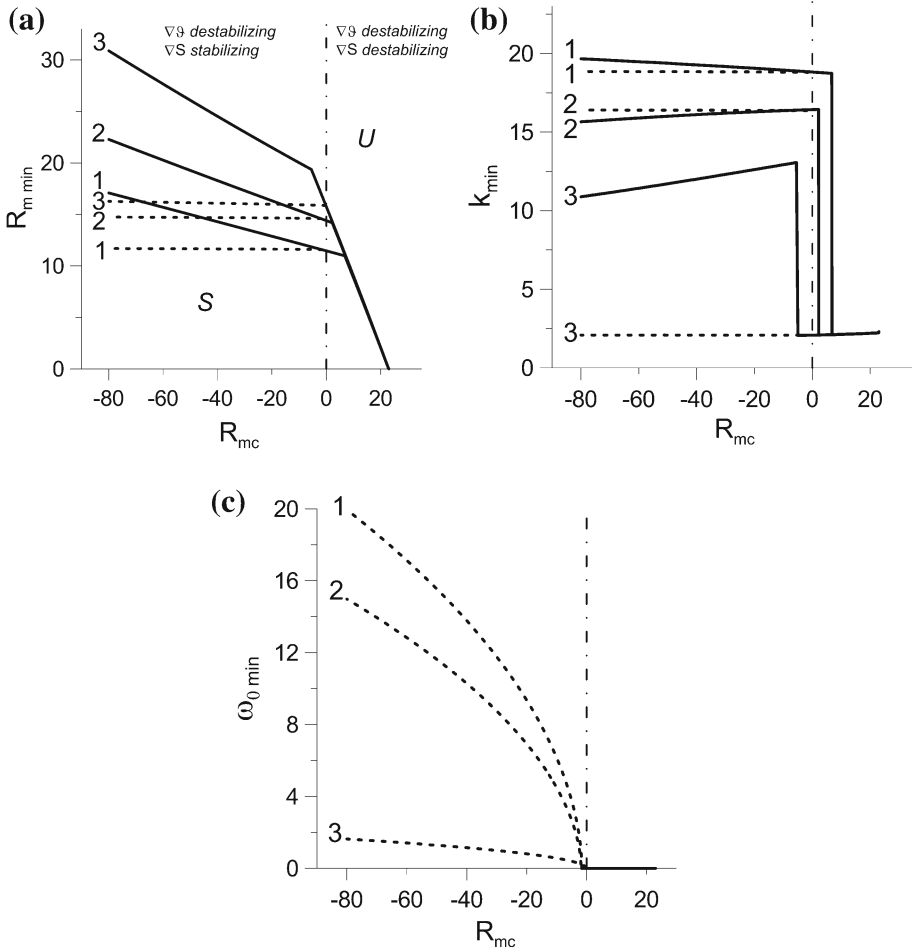 (a)
∇ϑ destabilizing
∇S stabilizing
∇ϑ destabilizing
∇S destabilizing
30
20
10
0
R_m min
3
2
1
3
2
1
U
S
-80 -60 -40 -20 0 20
R_mc
(b)
20
15
10
5
2.5
0
k_min
1
1
2
2
3
3
-80 -60 -40 -20 0 20
R_mc
(c)
20
16
12
8
4
0
ω_0 min
1
2
3
-80 -60 -40 -20 0 20
R_mc